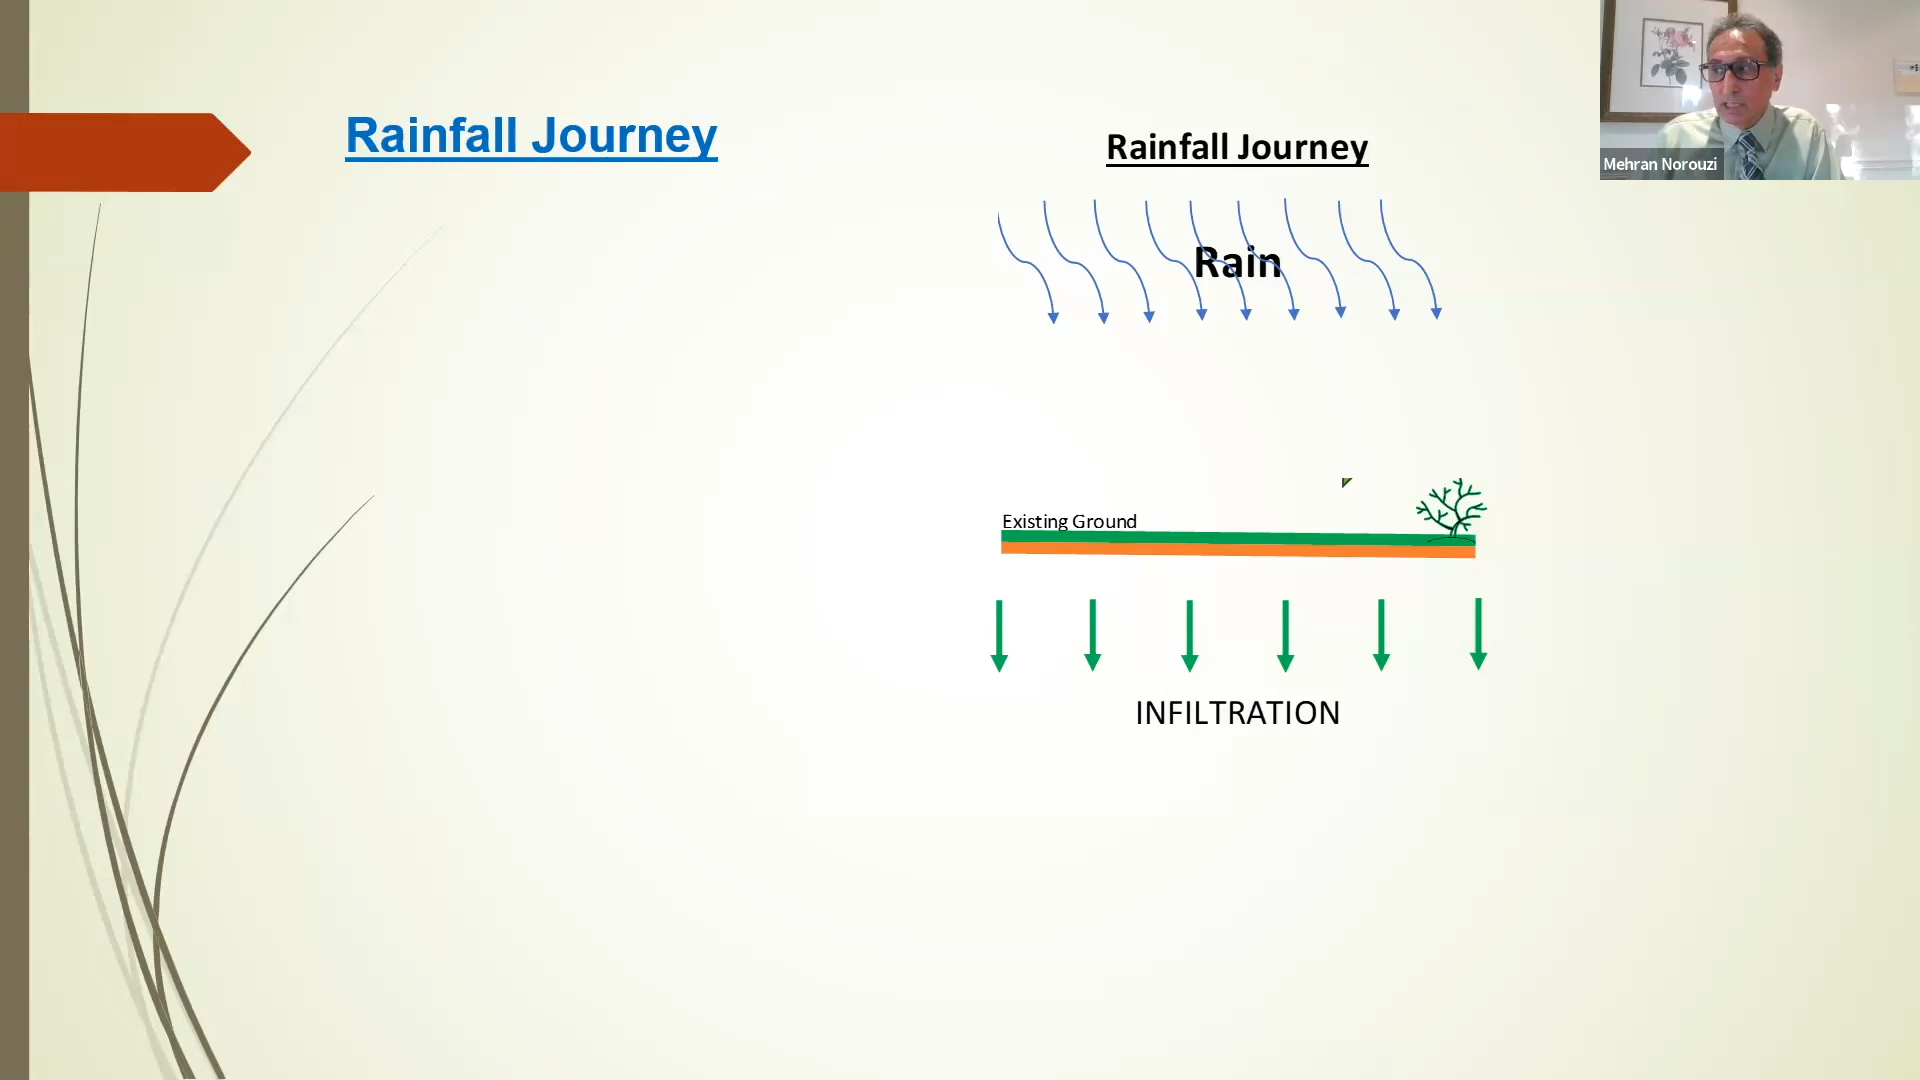 Rainfall Journey
Rainfall Journey
Mehran Norouzi
Rain
Existing Ground
INFILTRATION